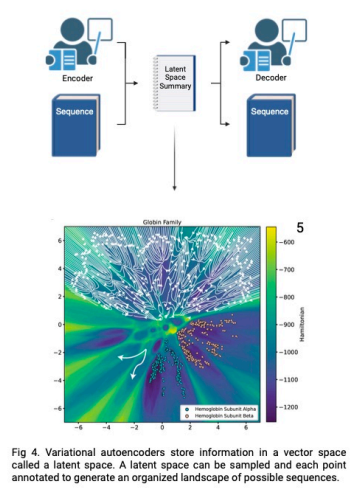 Encoder
Latent
Space
Summary
Decoder
Sequence
Sequence
Globin Family
5
6
4
2
0
−2
−4
−6
−6
−4
−2
0
2
4
6
−600
−700
−800
−900
−1000
−1100
−1200
Hamiltonian
Hemoglobin Subunit Alpha
Hemoglobin Subunit Beta
Fig 4. Variational autoencoders store information in a vector space
called a latent space. A latent space can be sampled and each point
annotated to generate an organized landscape of possible sequences.